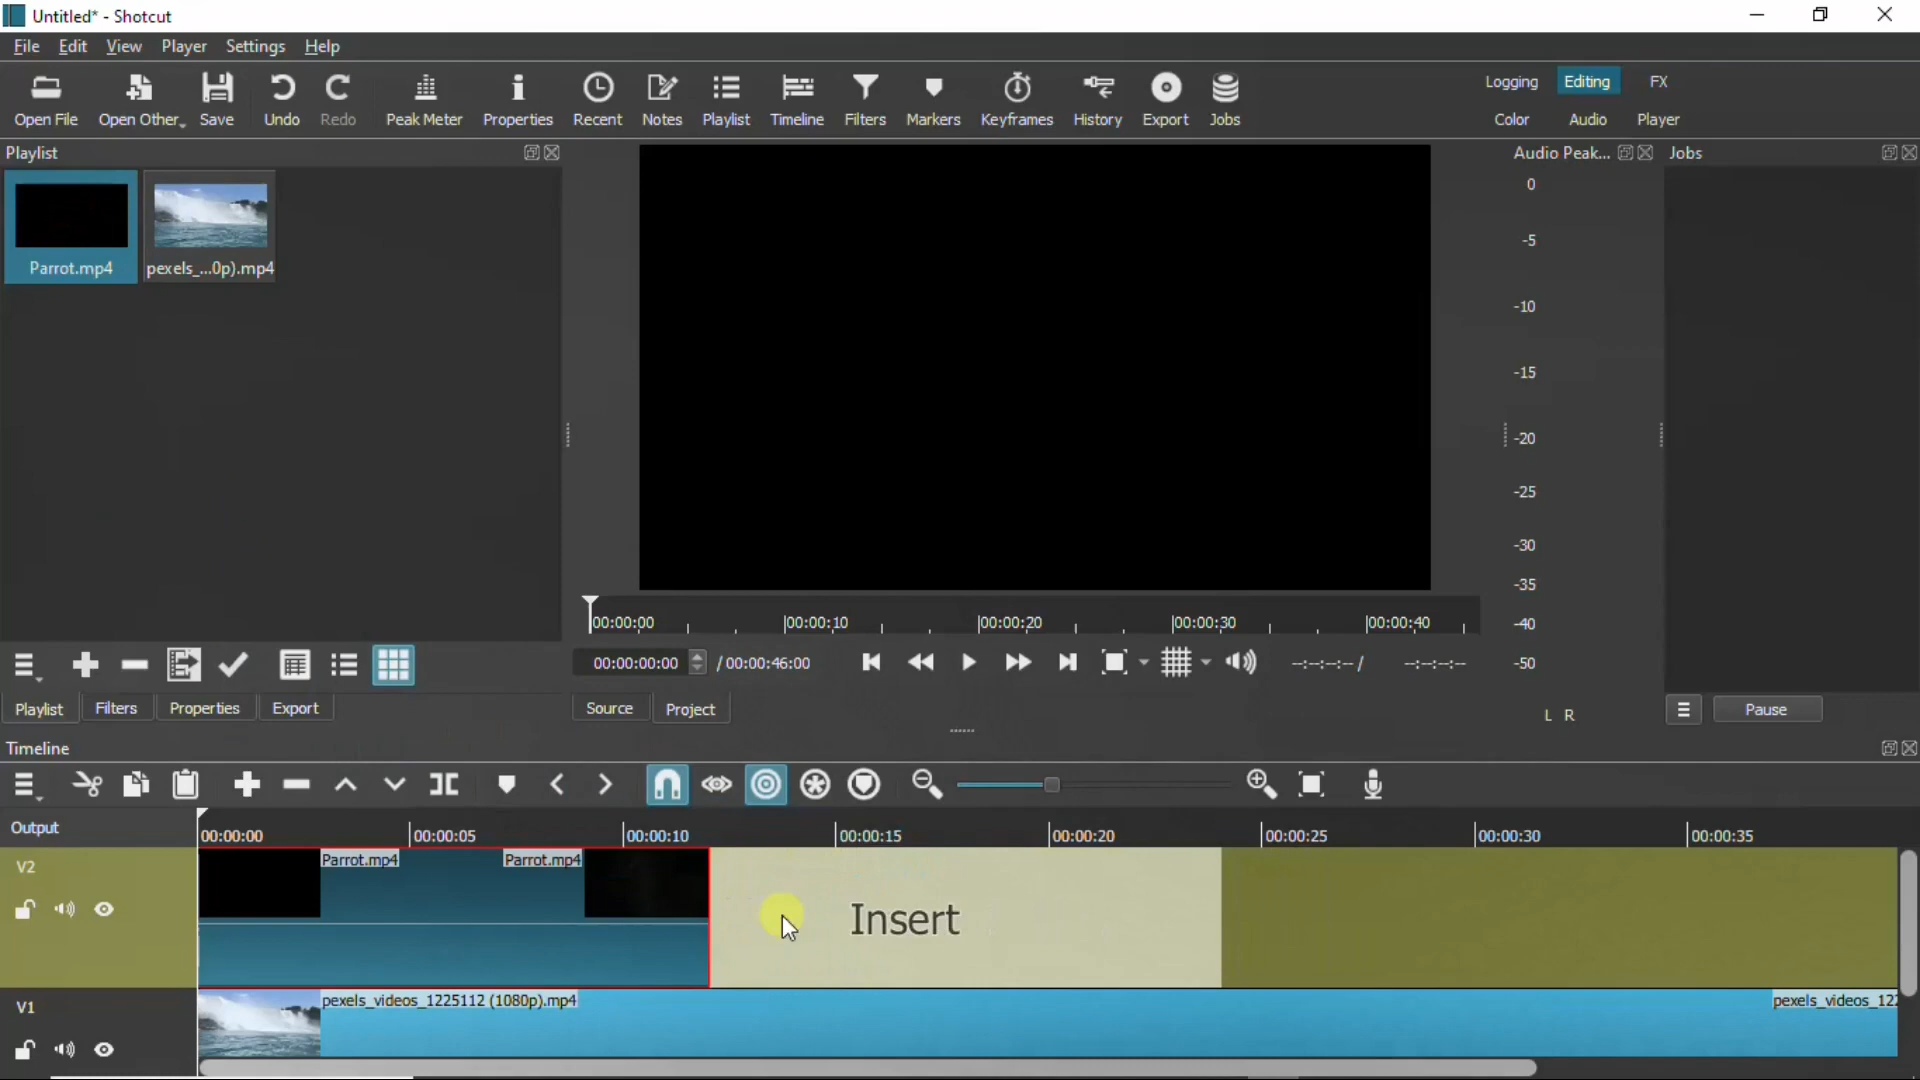 Untitled* - Shotcut
File Edit View Player Settings Help
Open File Open Other Save Undo Redo Peak Meter Properties Recent Notes Playlist Timeline Filters Markers Keyframes History Export Jobs
Logging Editing FX
Color Audio Player
Playlist
Audio Peak...
Jobs
Parrot.mp4 pexels_...0p).mp4
0
-5
-10
-15
-20
-25
-30
-35
-40
-50
L R
00:00:00 00:00:10 00:00:20 00:00:30 00:00:40
00:00:00:00 / 00:00:46:00 --:--:--:-- / --:--:--:--
Playlist Filters Properties Export
Source Project
Pause
Timeline
Output
00:00:00 00:00:05 00:00:10 00:00:15 00:00:20 00:00:25 00:00:30 00:00:35
V2
Parrot.mp4 Parrot.mp4
Insert
V1
pexels_videos_1225112 (1080p).mp4 pexels_videos_122